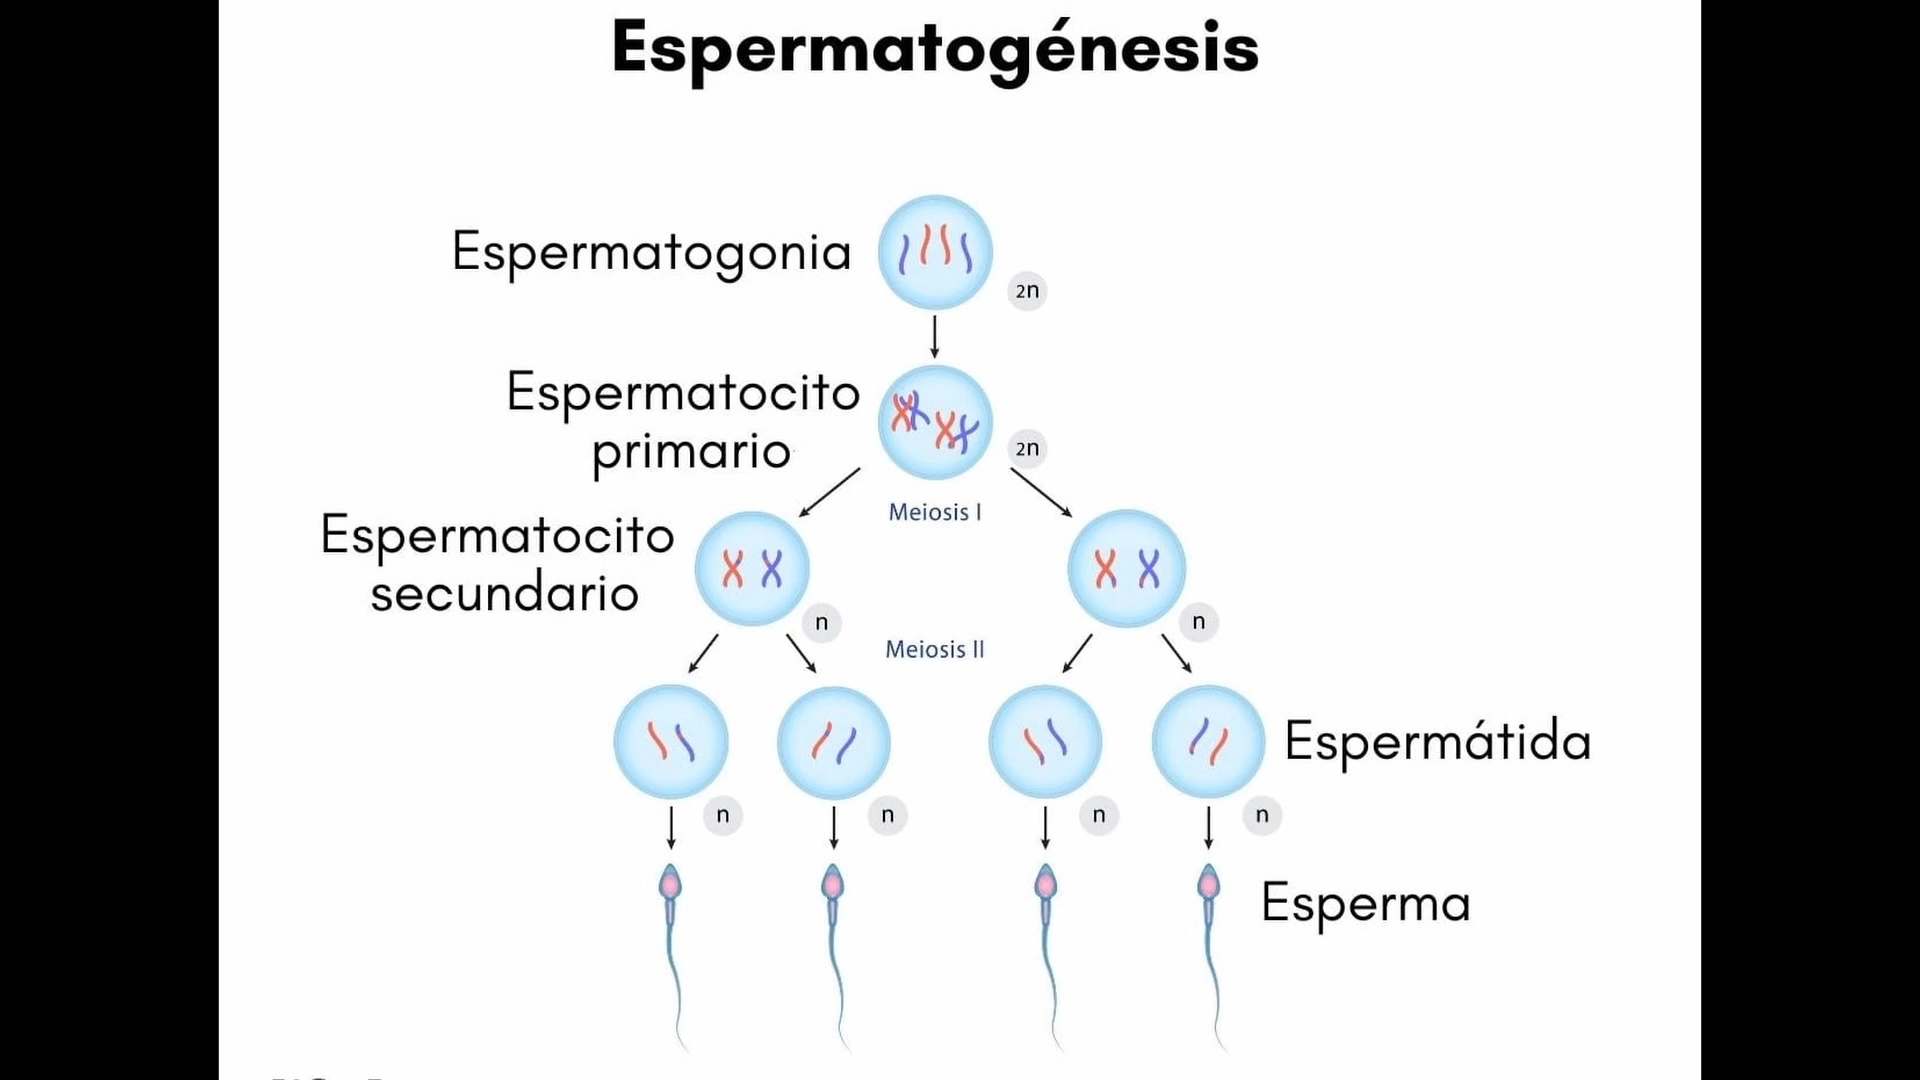 Espermatogénesis
Espermatogonia
2n
Espermatocito
primario
2n
Meiosis I
Espermatocito
secundario
n
n
Meiosis II
Espermátida
n
n
n
n
Esperma